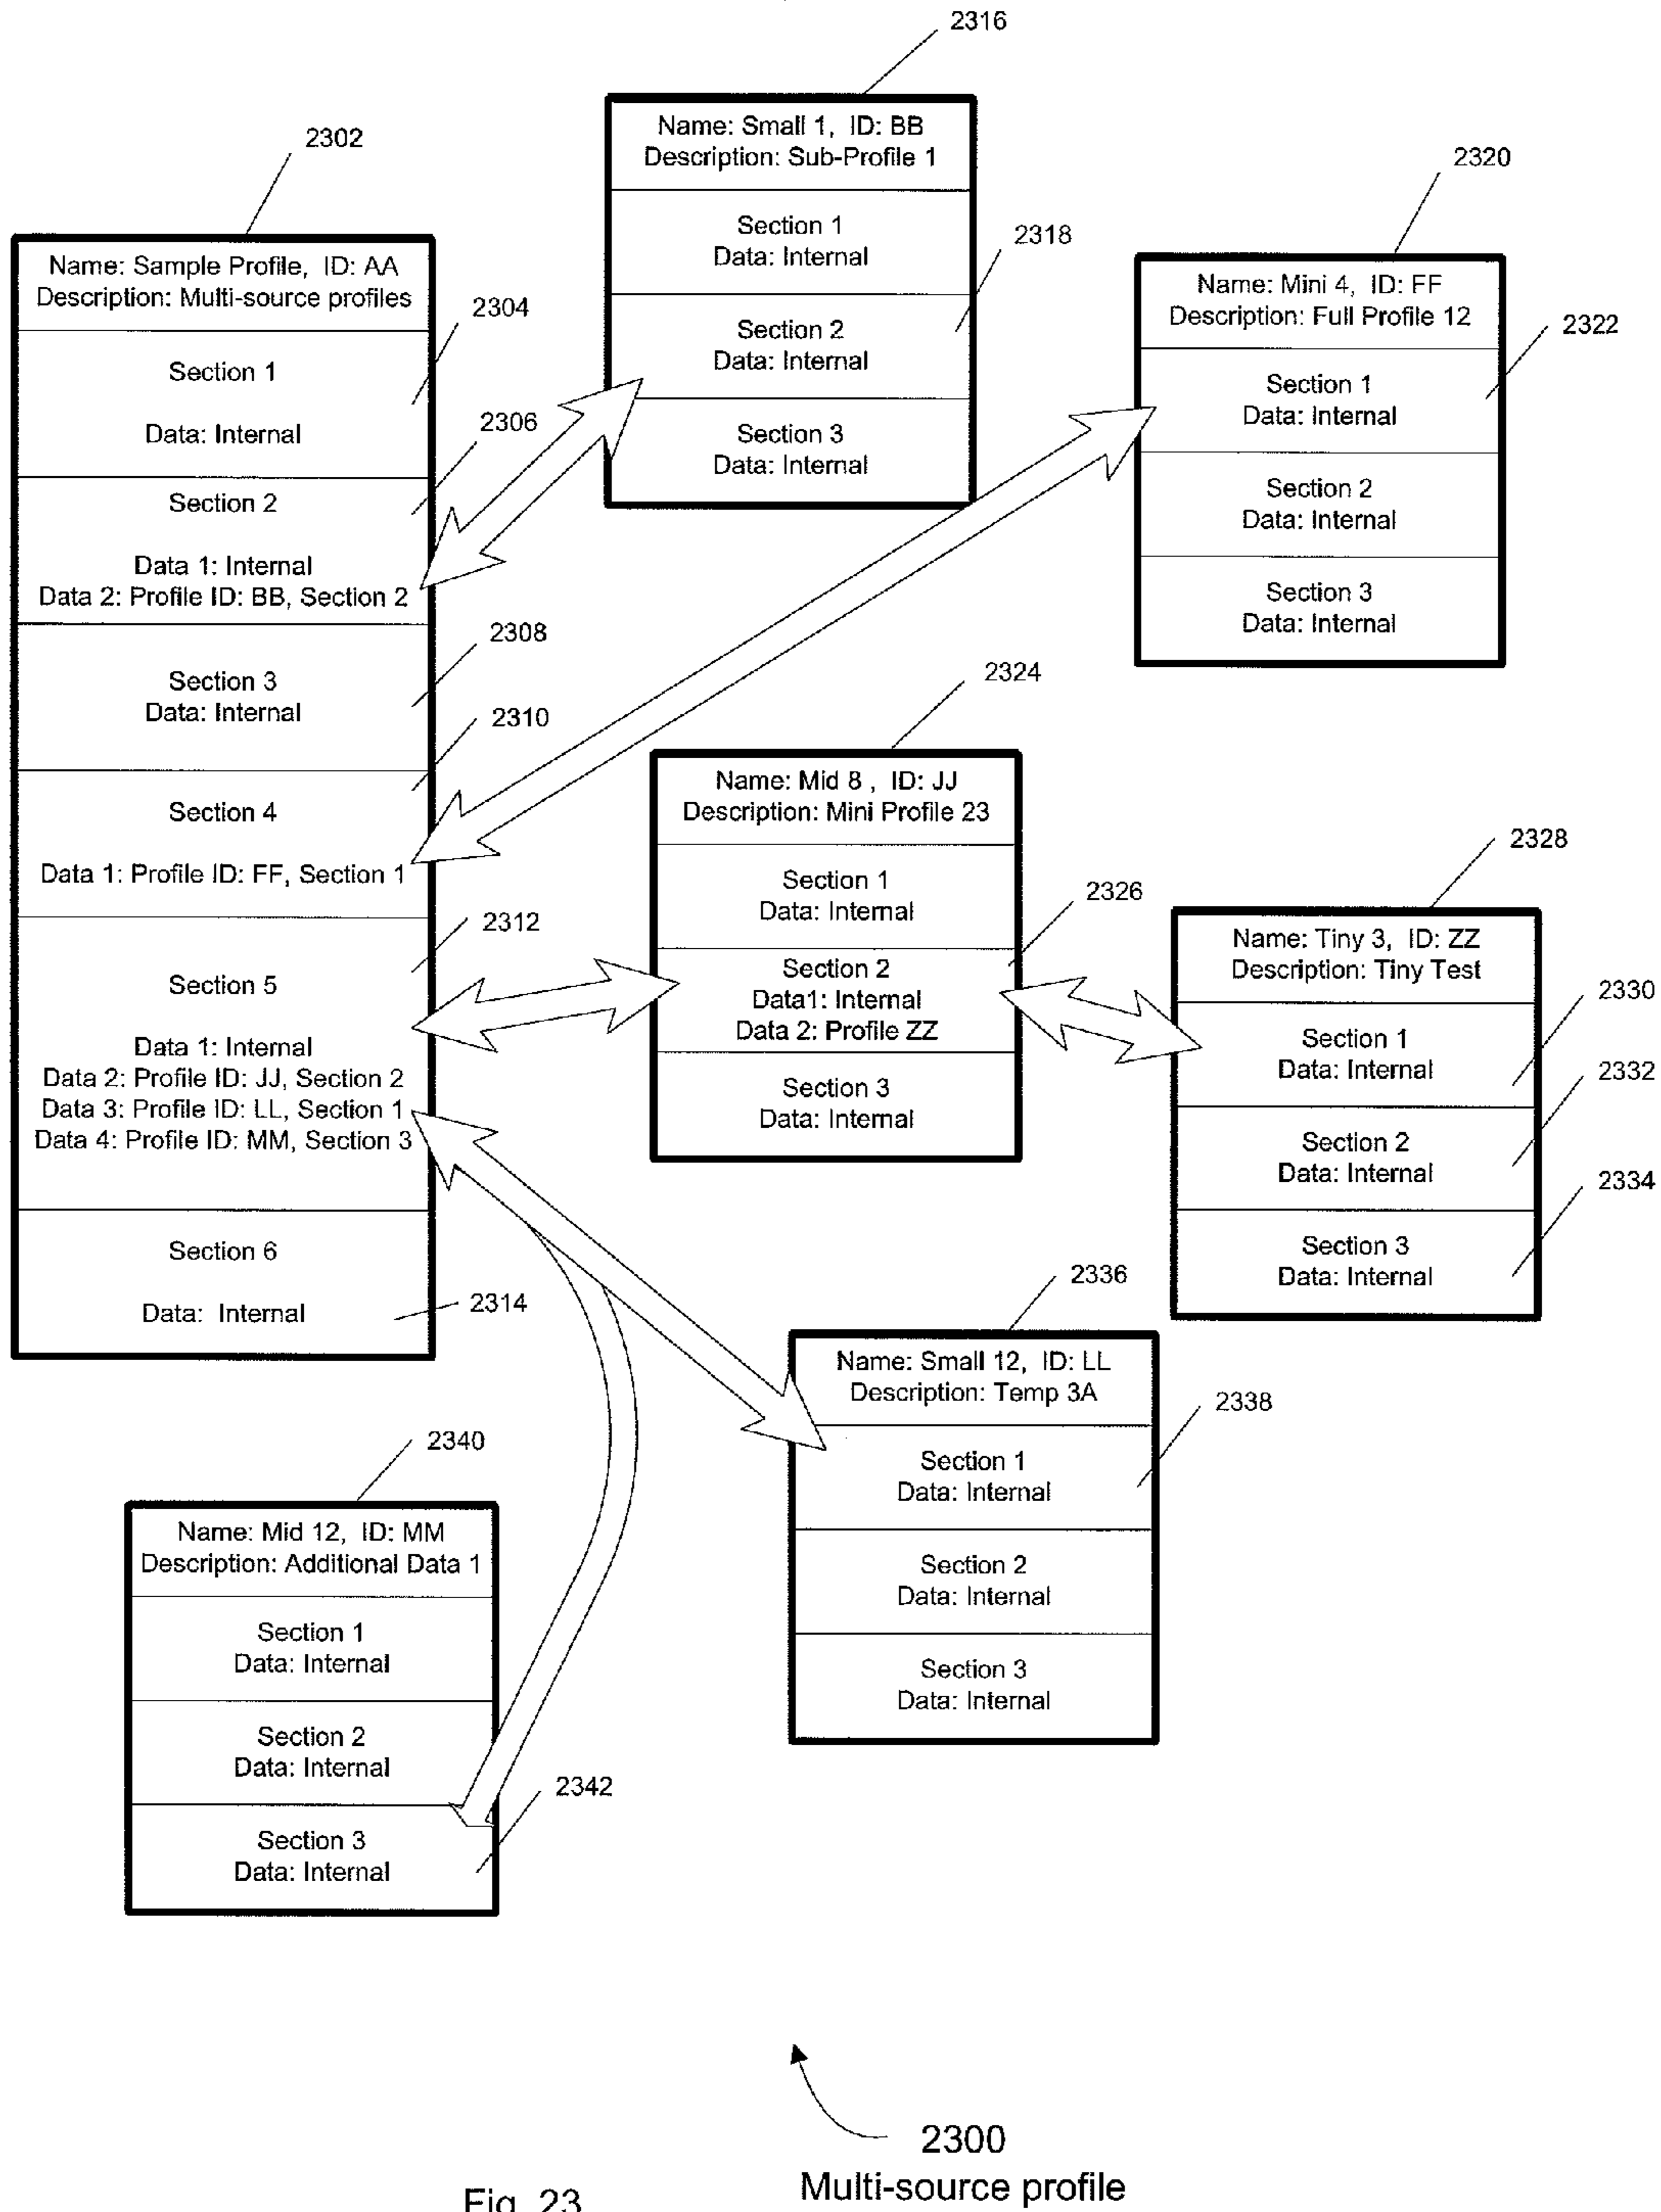 2316
Name: Small 1, ID: BB
Description: Sub-Profile 1
Section 1
Data: Internal
2318
Section 2
Data: Internal
Section 3
Data: Internal
2302
Name: Sample Profile, ID: AA
Description: Multi-source profiles
2304
Section 1
Data: Internal
2306
Section 2
Data 1: Internal
Data 2: Profile ID: BB, Section 2
2308
Section 3
Data: Internal
2310
Section 4
Data 1: Profile ID: FF, Section 1
2312
Section 5
Data 1: Internal
Data 2: Profile ID: JJ, Section 2
Data 3: Profile ID: LL, Section 1
Data 4: Profile ID: MM, Section 3
Section 6
Data: Internal
2314
2320
Name: Mini 4, ID: FF
Description: Full Profile 12
2322
Section 1
Data: Internal
Section 2
Data: Internal
Section 3
Data: Internal
2324
Name: Mid 8 , ID: JJ
Description: Mini Profile 23
Section 1
Data: Internal
2326
Section 2
Data1: Internal
Data 2: Profile ZZ
Section 3
Data: Internal
2328
Name: Tiny 3, ID: ZZ
Description: Tiny Test
2330
Section 1
Data: Internal
2332
Section 2
Data: Internal
2334
Section 3
Data: Internal
2336
Name: Small 12, ID: LL
Description: Temp 3A
2338
Section 1
Data: Internal
Section 2
Data: Internal
Section 3
Data: Internal
2340
Name: Mid 12, ID: MM
Description: Additional Data 1
Section 1
Data: Internal
Section 2
Data: Internal
2342
Section 3
Data: Internal
2300
Multi-source profile
Fig. 23